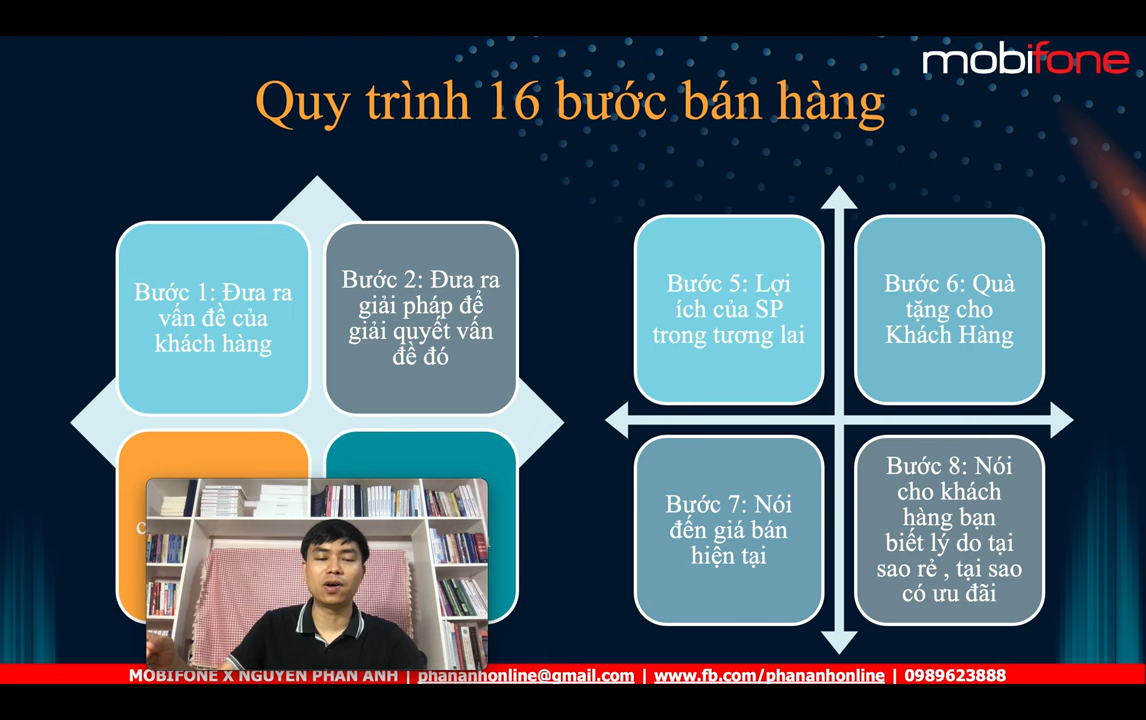 mobifone
Quy trình 16 bước bán hàng
Bước 1: Đưa ra
vấn đề của
khách hàng
Bước 2: Đưa ra
giải pháp để
giải quyết vấn
đề đó
Bước 5: Lợi
ích của SP
trong tương lai
Bước 6: Quà
tặng cho
Khách Hàng
Bước 7: Nói
đến giá bán
hiện tại
Bước 8: Nói
cho khách
hàng bạn
biết lý do tại
sao rẻ , tại sao
có ưu đãi
MOBIFONE X NGUYEN PHAN ANH | phananhonline@gmail.com | www.fb.com/phananhonline | 0989623888